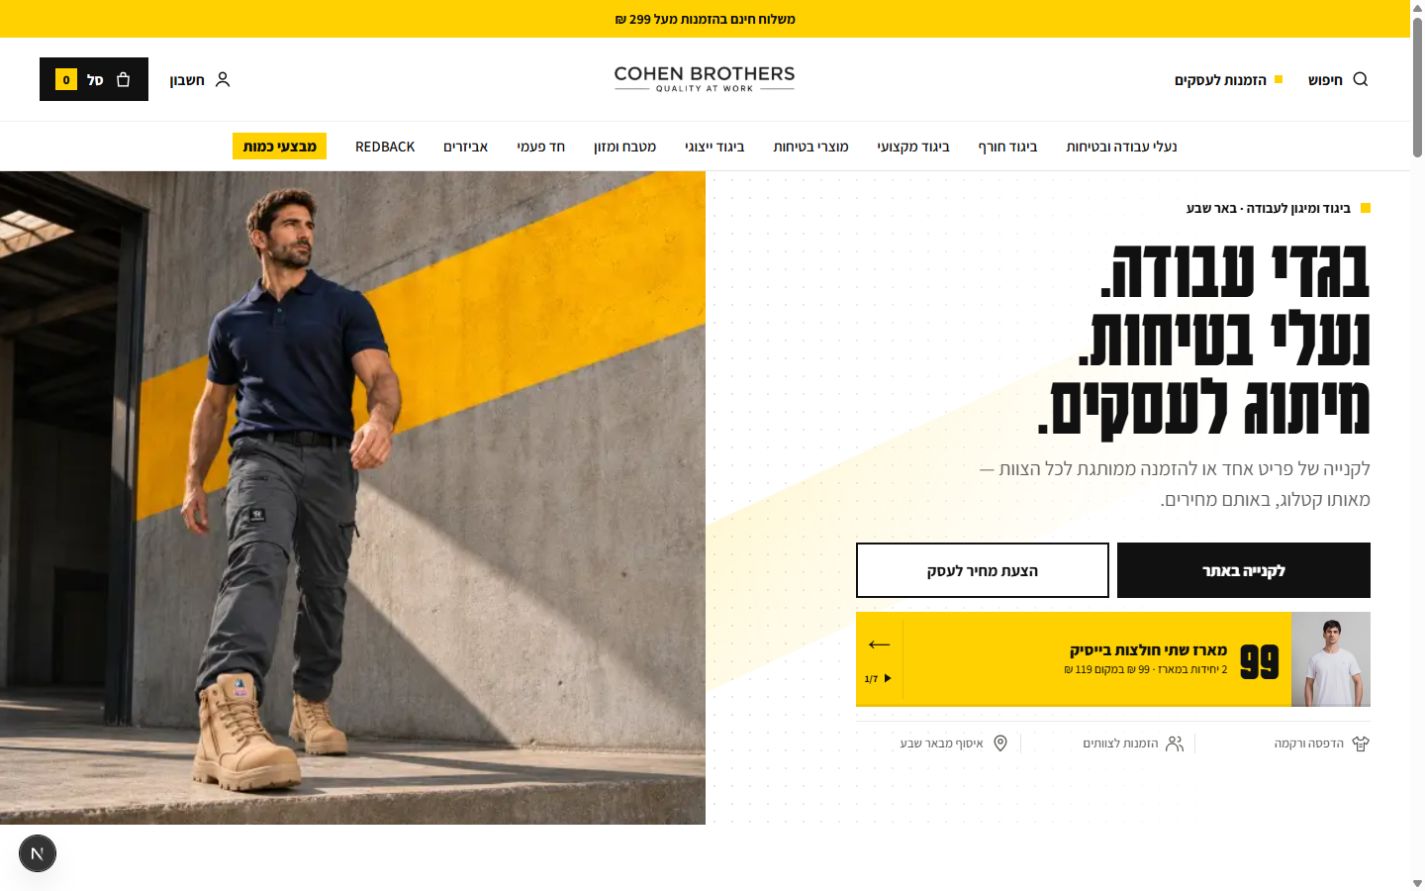 משלוח חינם בהזמנות מעל 299 ₪
חיפוש
הזמנות לעסקים
COHEN BROTHERS
QUALITY AT WORK
חשבון
סל
0
נעלי עבודה ובטיחות
ביגוד חורף
ביגוד מקצועי
מוצרי בטיחות
ביגוד ייצוגי
מטבח ומזון
חד פעמי
אביזרים
REDBACK
מבצעי כמות
ביגוד ומיגון לעבודה · באר שבע
בגדי עבודה.
נעלי בטיחות.
מיתוג לעסקים.
לקנייה של פריט אחד או להזמנה ממותגת לכל הצוות —
מאותו קטלוג, באותם מחירים.
לקנייה באתר
הצעת מחיר לעסק
99
מארז שתי חולצות בייסיק
2 יחידות במארז · 99 ₪ במקום 119 ₪
1/7
הדפסה ורקמה
הזמנות לצוותים
איסוף מבאר שבע
N